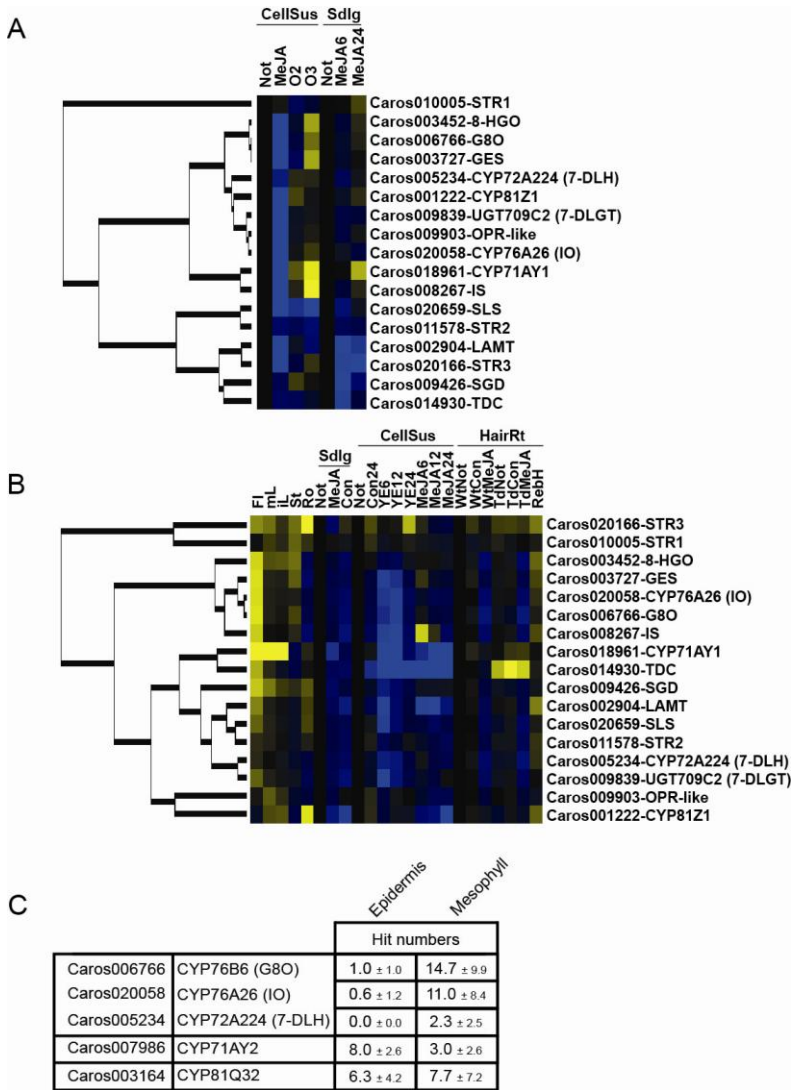 A
CellSus Sdlg
Not MeJA O2 O3 Not MeJA6 MeJA24
Caros010005-STR1
Caros003452-8-HGO
Caros006766-G8O
Caros003727-GES
Caros005234-CYP72A224 (7-DLH)
Caros001222-CYP81Z1
Caros009839-UGT709C2 (7-DLGT)
Caros009903-OPR-like
Caros020058-CYP76A26 (IO)
Caros018961-CYP71AY1
Caros008267-IS
Caros020659-SLS
Caros011578-STR2
Caros002904-LAMT
Caros020166-STR3
Caros009426-SGD
Caros014930-TDC
B
Sdlg CellSus HairRt
Fl mL iL St Ro Not MeJA Con Not Con24 YE6 YE12 YE24 MeJA6 MeJA12 MeJA24 WtNot WtCon WtMeJA TdNot TdCon TdMeJA RebH
Caros020166-STR3
Caros010005-STR1
Caros003452-8-HGO
Caros003727-GES
Caros020058-CYP76A26 (IO)
Caros006766-G8O
Caros008267-IS
Caros018961-CYP71AY1
Caros014930-TDC
Caros009426-SGD
Caros002904-LAMT
Caros020659-SLS
Caros011578-STR2
Caros005234-CYP72A224 (7-DLH)
Caros009839-UGT709C2 (7-DLGT)
Caros009903-OPR-like
Caros001222-CYP81Z1
C
Epidermis Mesophyll
Hit numbers
Caros006766 CYP76B6 (G8O) 1.0 ± 1.0 14.7 ± 9.9
Caros020058 CYP76A26 (IO) 0.6 ± 1.2 11.0 ± 8.4
Caros005234 CYP72A224 (7-DLH) 0.0 ± 0.0 2.3 ± 2.5
Caros007986 CYP71AY2 8.0 ± 2.6 3.0 ± 2.6
Caros003164 CYP81Q32 6.3 ± 4.2 7.7 ± 7.2